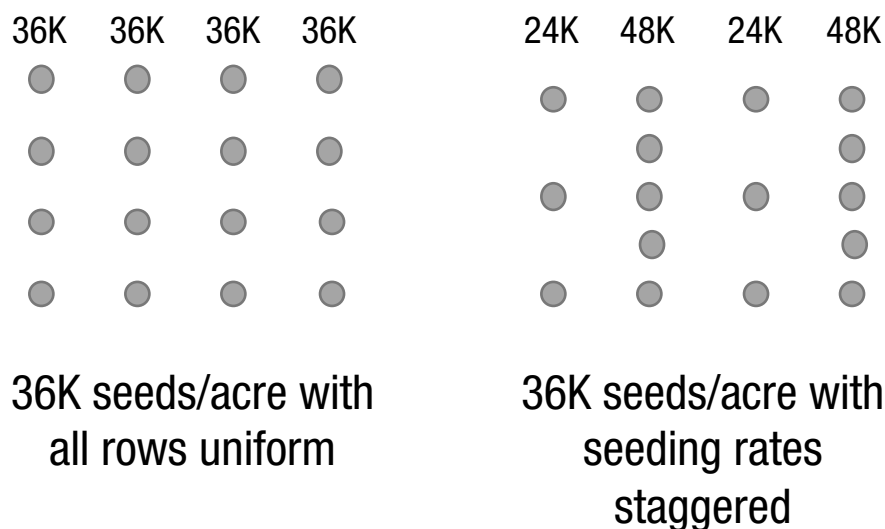 36K 36K 36K 36K
24K 48K 24K 48K
36K seeds/acre with
all rows uniform
36K seeds/acre with
seeding rates
staggered